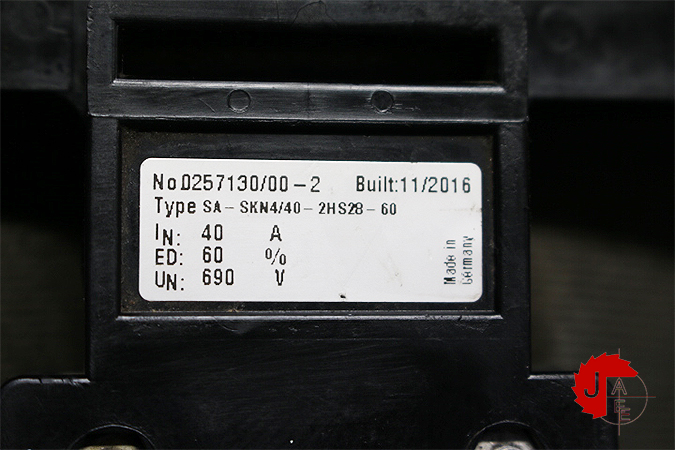 No.0257130/00-2 Built:11/2016
Type SA-SKN4/40-2HS28-60
IN: 40 A
ED: 60 %
UN: 690 V
Made in
Germany
J